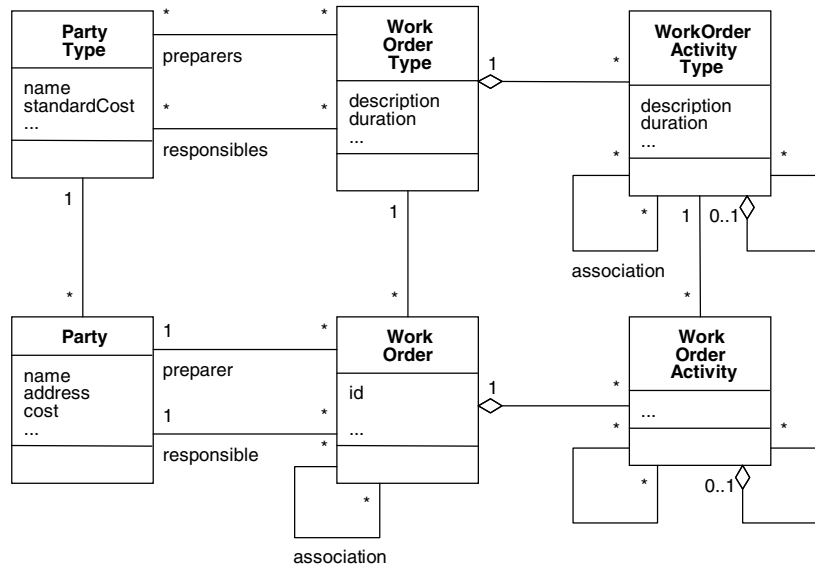 Party
Type
name
standardCost
...
* *
preparers
* *
responsibles
Work
Order
Type
description
duration
...
1 *
WorkOrder
Activity
Type
description
duration
...
* *
*
association
1
0..1
1
*
1
*
*
Party
name
address
cost
...
1 *
preparer
1 *
responsible
*
*
association
Work
Order
id
...
1 *
Work
Order
Activity
...
* *
*
0..1